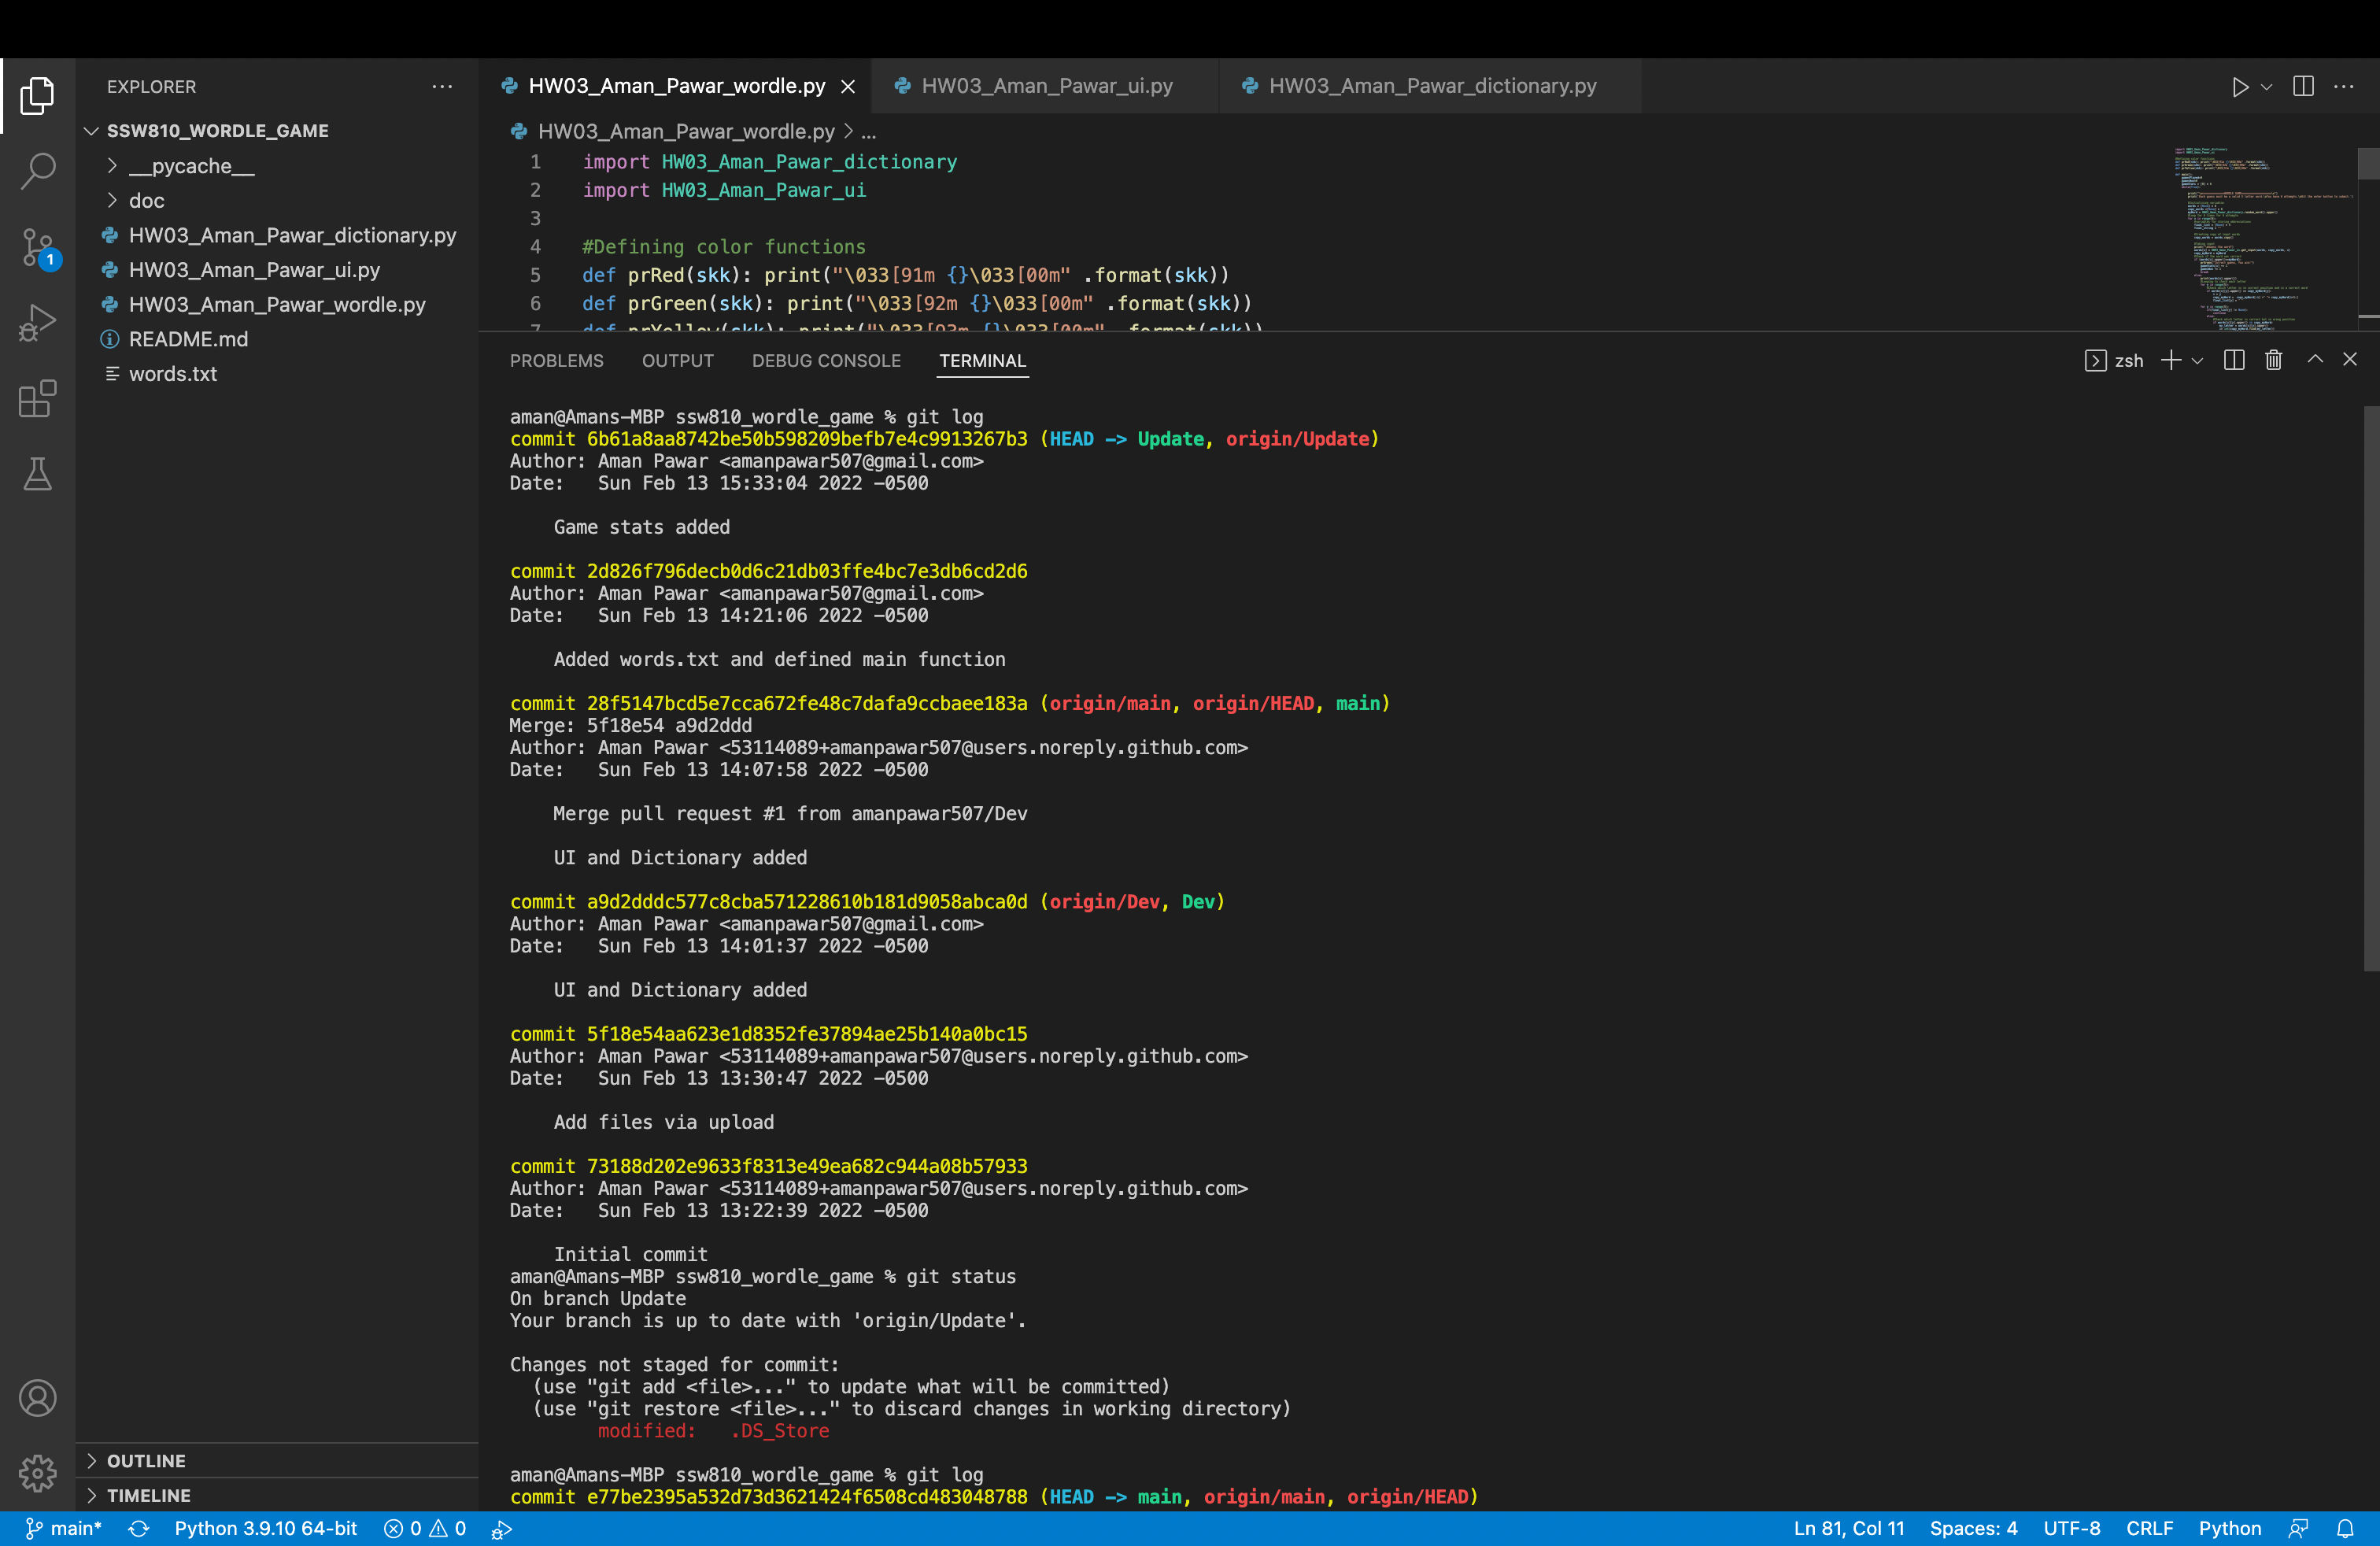 EXPLORER
SSW810_WORDLE_GAME
__pycache__
doc
HW03_Aman_Pawar_dictionary.py
HW03_Aman_Pawar_ui.py
HW03_Aman_Pawar_wordle.py
README.md
words.txt
OUTLINE
TIMELINE
1
HW03_Aman_Pawar_wordle.py HW03_Aman_Pawar_ui.py HW03_Aman_Pawar_dictionary.py
HW03_Aman_Pawar_wordle.py > ...
1 import HW03_Aman_Pawar_dictionary
2 import HW03_Aman_Pawar_ui
3
4 #Defining color functions
5 def prRed(skk): print("\033[91m {}\033[00m" .format(skk))
6 def prGreen(skk): print("\033[92m {}\033[00m" .format(skk))
7 def prYellow(skk): print("\033[93m {}\033[00m" .format(skk))
PROBLEMS OUTPUT DEBUG CONSOLE TERMINAL zsh
aman@Amans-MBP ssw810_wordle_game % git log
commit 6b61a8aa8742be50b598209befb7e4c9913267b3 (HEAD -> Update, origin/Update)
Author: Aman Pawar <amanpawar507@gmail.com>
Date:   Sun Feb 13 15:33:04 2022 -0500
Game stats added
commit 2d826f796decb0d6c21db03ffe4bc7e3db6cd2d6
Author: Aman Pawar <amanpawar507@gmail.com>
Date:   Sun Feb 13 14:21:06 2022 -0500
Added words.txt and defined main function
commit 28f5147bcd5e7cca672fe48c7dafa9ccbaee183a (origin/main, origin/HEAD, main)
Merge: 5f18e54 a9d2ddd
Author: Aman Pawar <53114089+amanpawar507@users.noreply.github.com>
Date:   Sun Feb 13 14:07:58 2022 -0500
Merge pull request #1 from amanpawar507/Dev
UI and Dictionary added
commit a9d2dddc577c8cba571228610b181d9058abca0d (origin/Dev, Dev)
Author: Aman Pawar <amanpawar507@gmail.com>
Date:   Sun Feb 13 14:01:37 2022 -0500
UI and Dictionary added
commit 5f18e54aa623e1d8352fe37894ae25b140a0bc15
Author: Aman Pawar <53114089+amanpawar507@users.noreply.github.com>
Date:   Sun Feb 13 13:30:47 2022 -0500
Add files via upload
commit 73188d202e9633f8313e49ea682c944a08b57933
Author: Aman Pawar <53114089+amanpawar507@users.noreply.github.com>
Date:   Sun Feb 13 13:22:39 2022 -0500
Initial commit
aman@Amans-MBP ssw810_wordle_game % git status
On branch Update
Your branch is up to date with 'origin/Update'.
Changes not staged for commit:
(use "git add <file>..." to update what will be committed)
(use "git restore <file>..." to discard changes in working directory)
modified:   .DS_Store
aman@Amans-MBP ssw810_wordle_game % git log
commit e77be2395a532d73d3621424f6508cd483048788 (HEAD -> main, origin/main, origin/HEAD)
main* Python 3.9.10 64-bit 0 0 Ln 81, Col 11 Spaces: 4 UTF-8 CRLF Python